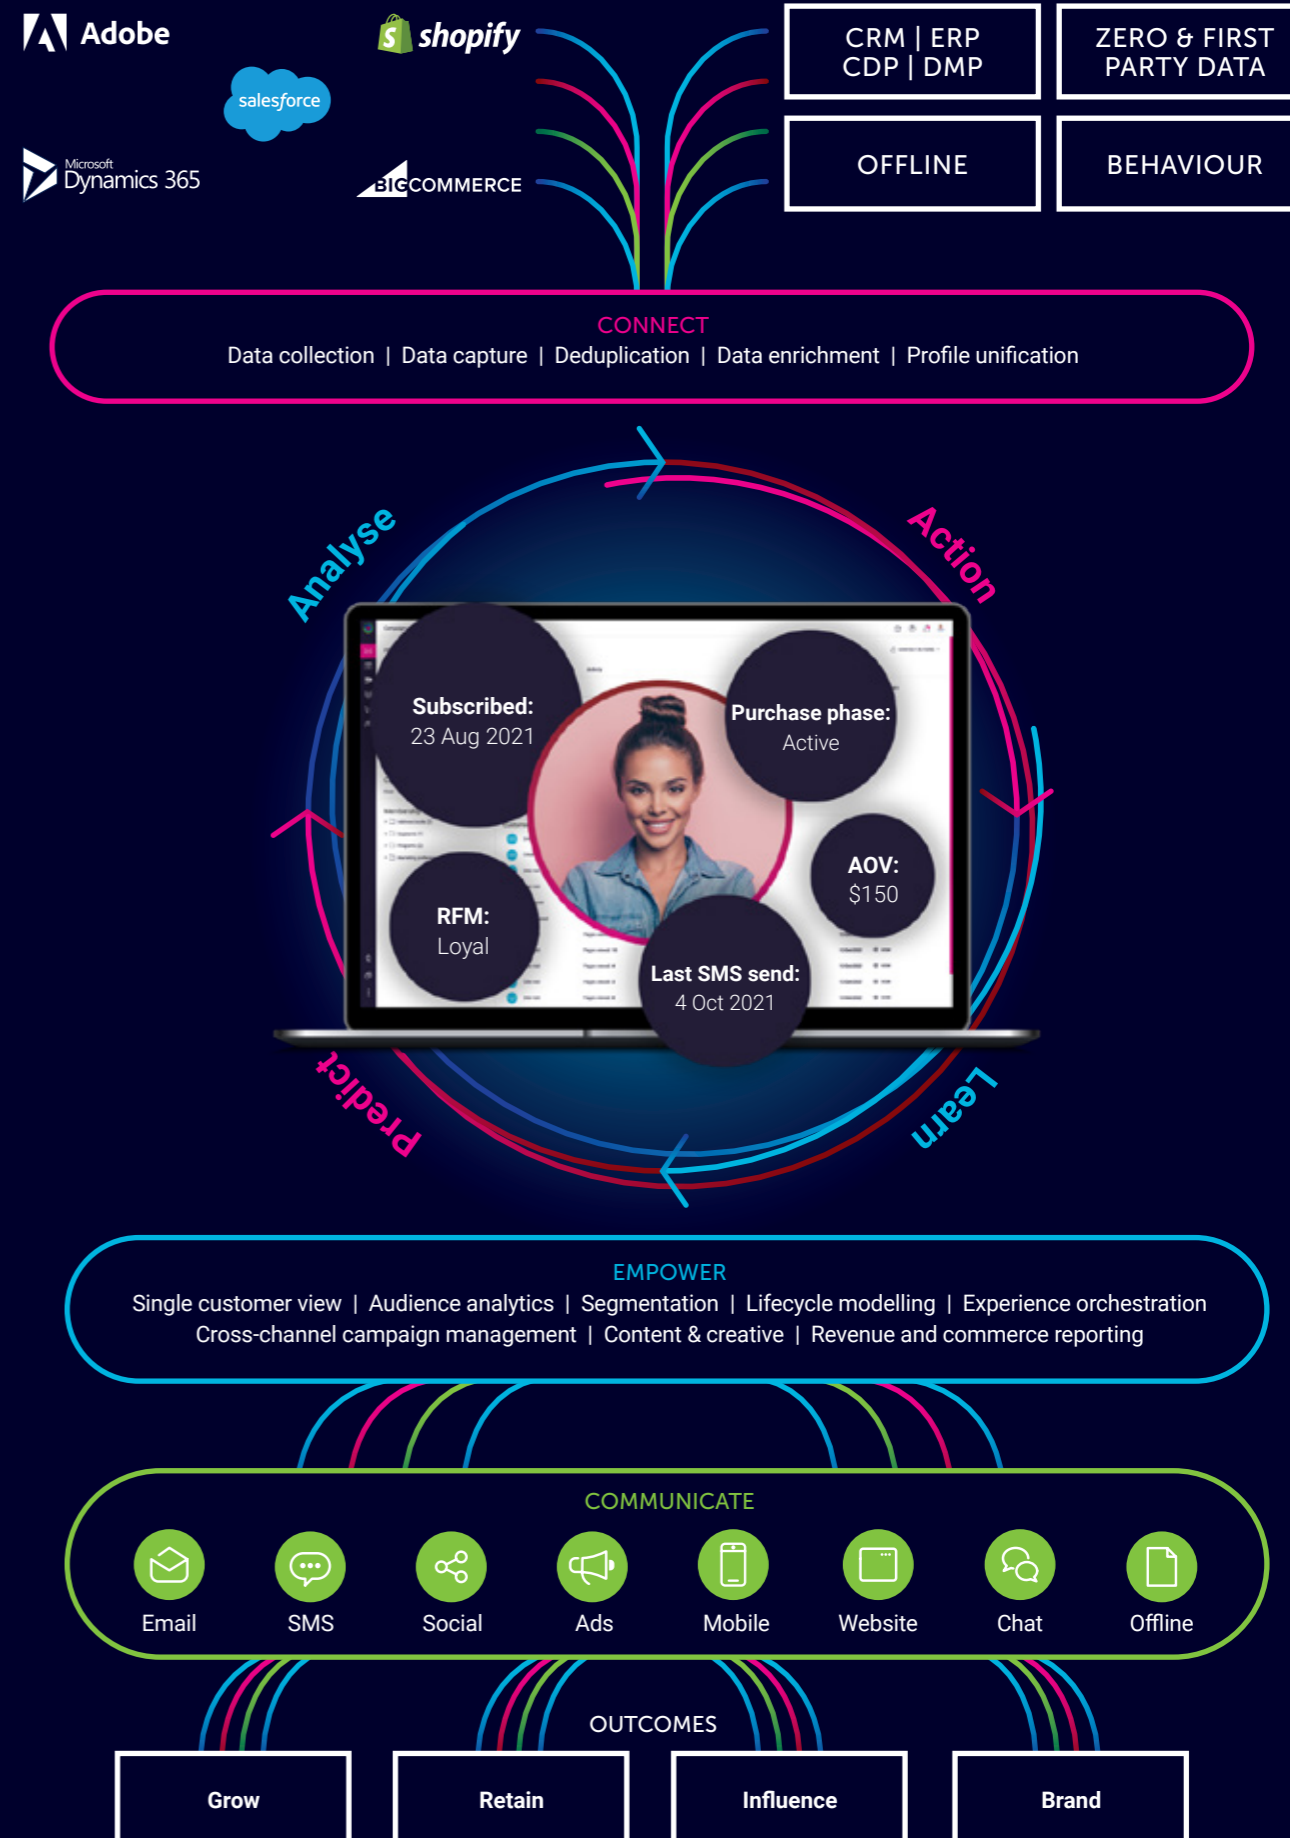 Adobe
shopify
salesforce
Microsoft
Dynamics 365
BIGCOMMERCE
CRM | ERP
CDP | DMP
ZERO & FIRST
PARTY DATA
OFFLINE
BEHAVIOUR
CONNECT
Data collection | Data capture | Deduplication | Data enrichment | Profile unification
Analyse
Action
Subscribed:
23 Aug 2021
Purchase phase:
Active
AOV:
$150
RFM:
Loyal
Last SMS send:
4 Oct 2021
Predict
Learn
EMPOWER
Single customer view | Audience analytics | Segmentation | Lifecycle modelling | Experience orchestration
Cross-channel campaign management | Content & creative | Revenue and commerce reporting
COMMUNICATE
Email
SMS
Social
Ads
Mobile
Website
Chat
Offline
OUTCOMES
Grow
Retain
Influence
Brand